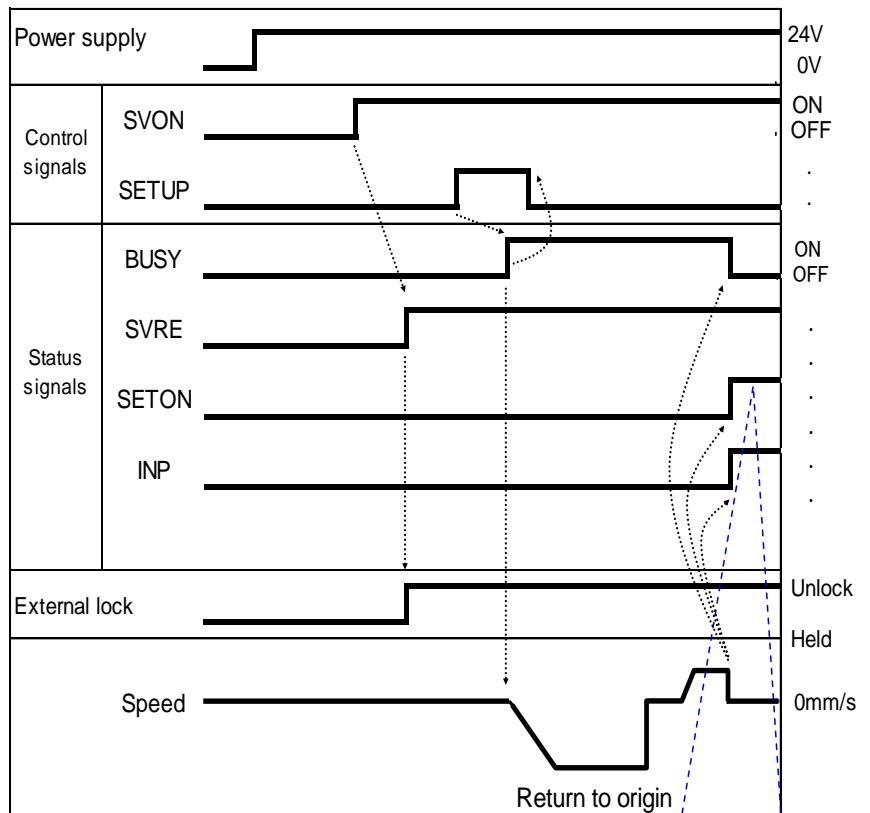 Power supply
24V
0V
Control
signals
SVON
ON
OFF
SETUP
Status
signals
BUSY
ON
OFF
SVRE
SETON
INP
External lock
Unlock
Held
Speed
0mm/s
Return to origin